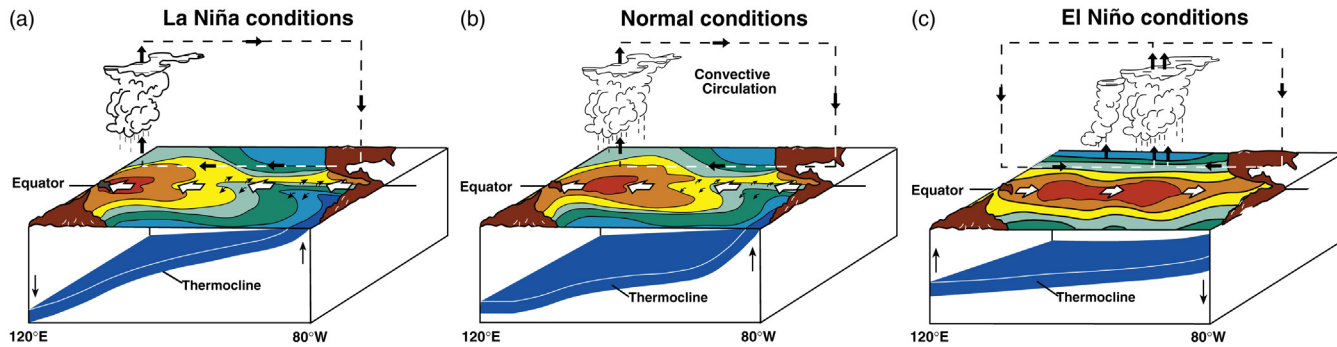 (a)
La Niña conditions
Equator
Thermocline
120°E
80°W
(b)
Normal conditions
Convective
Circulation
Equator
Thermocline
120°E
80°W
(c)
El Niño conditions
Equator
Thermocline
120°E
80°W